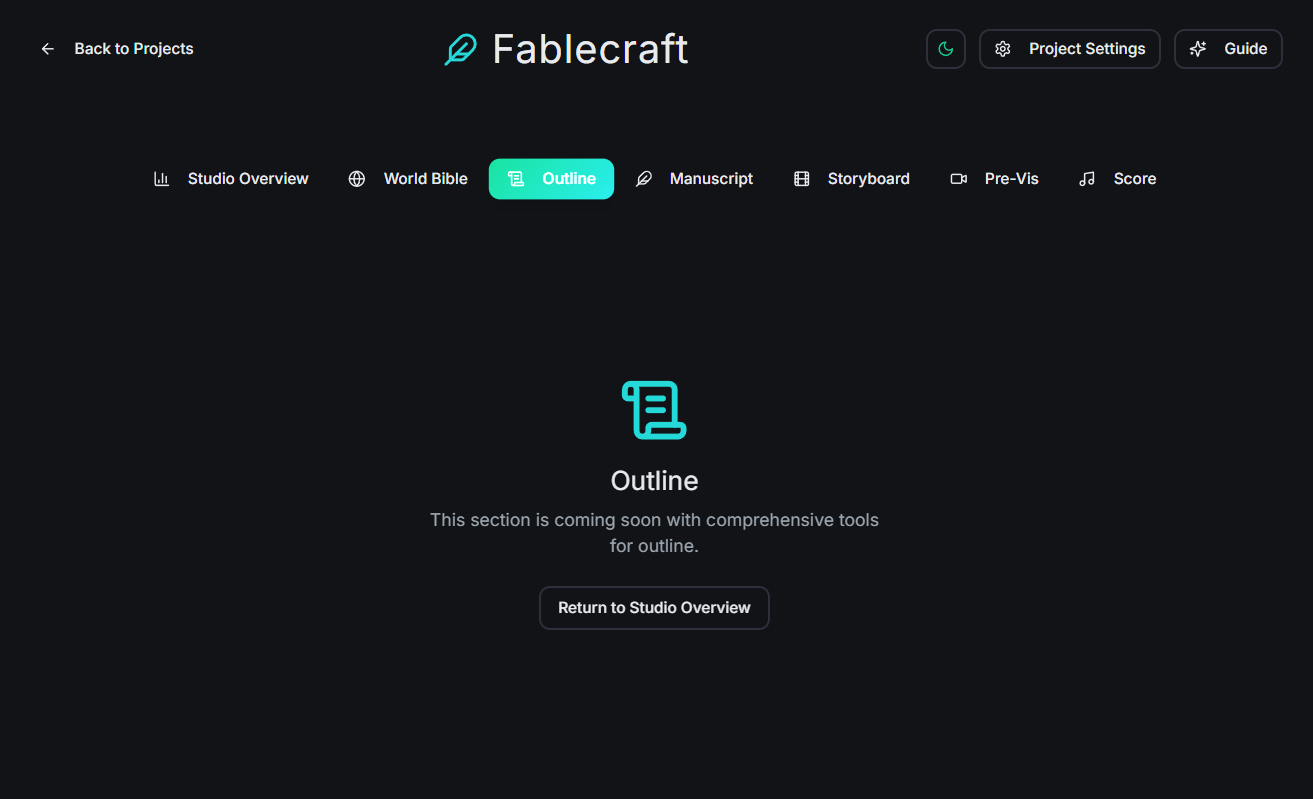 Back to Projects
Fablecraft
Project Settings
Guide
Studio Overview
World Bible
Outline
Manuscript
Storyboard
Pre-Vis
Score
Outline
This section is coming soon with comprehensive tools
for outline.
Return to Studio Overview